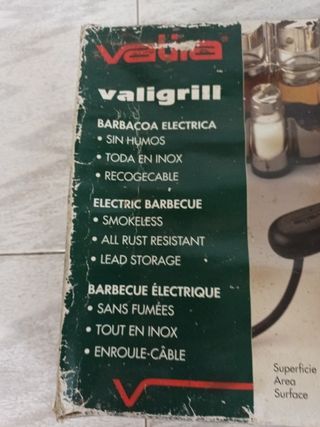 valira®
valigrill
BARBACOA ELECTRICA
• SIN HUMOS
• TODA EN INOX
• RECOGECABLE
ELECTRIC BARBECUE
• SMOKELESS
• ALL RUST RESISTANT
• LEAD STORAGE
BARBECUE ÉLECTRIQUE
• SANS FUMÉES
• TOUT EN INOX
• ENROULE-CÂBLE
Superficie
Area
Surface